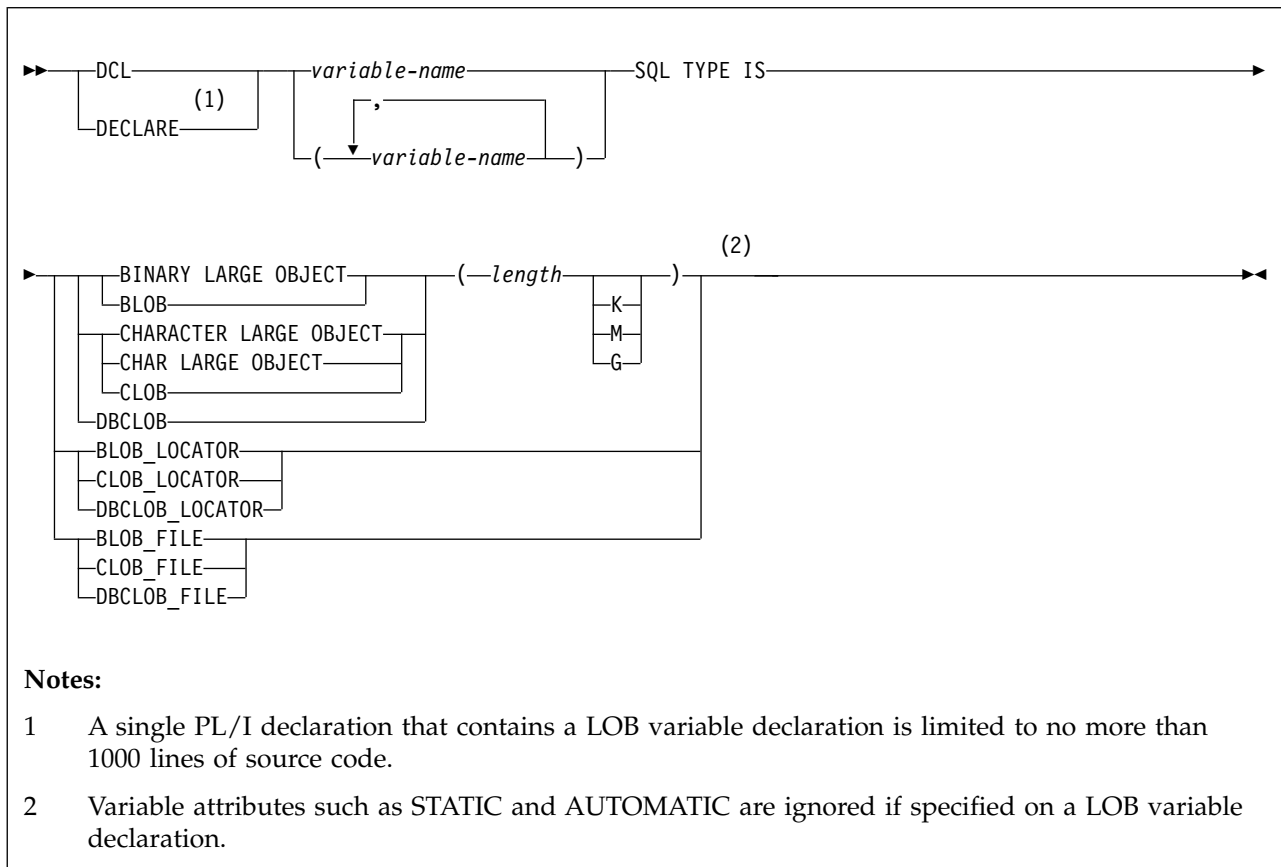 DCL variable-name SQL TYPE IS
(1) ,
DECLARE
( variable-name )
(2)
BINARY LARGE OBJECT ( length )
BLOB K
CHARACTER LARGE OBJECT M
CHAR LARGE OBJECT G
CLOB
DBCLOB
BLOB_LOCATOR
CLOB_LOCATOR
DBCLOB_LOCATOR
BLOB_FILE
CLOB_FILE
DBCLOB_FILE
Notes:
1 A single PL/I declaration that contains a LOB variable declaration is limited to no more than
1000 lines of source code.
2 Variable attributes such as STATIC and AUTOMATIC are ignored if specified on a LOB variable
declaration.